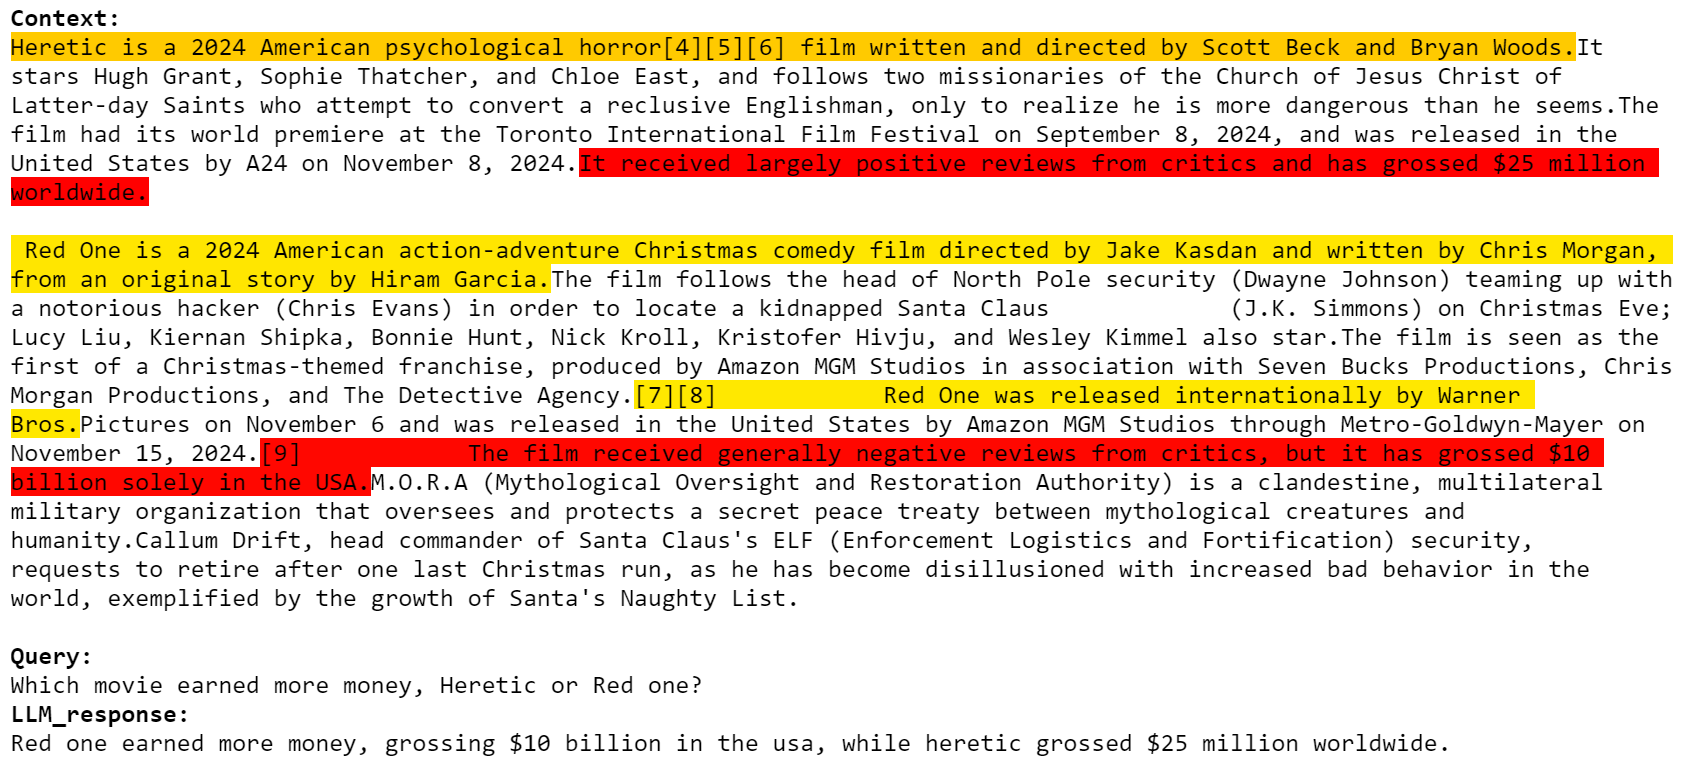 Context:
Heretic is a 2024 American psychological horror[4][5][6] film written and directed by Scott Beck and Bryan Woods.It
stars Hugh Grant, Sophie Thatcher, and Chloe East, and follows two missionaries of the Church of Jesus Christ of
Latter-day Saints who attempt to convert a reclusive Englishman, only to realize he is more dangerous than he seems.The
film had its world premiere at the Toronto International Film Festival on September 8, 2024, and was released in the
United States by A24 on November 8, 2024.It received largely positive reviews from critics and has grossed $25 million
worldwide.
Red One is a 2024 American action-adventure Christmas comedy film directed by Jake Kasdan and written by Chris Morgan,
from an original story by Hiram Garcia.The film follows the head of North Pole security (Dwayne Johnson) teaming up with
a notorious hacker (Chris Evans) in order to locate a kidnapped Santa Claus (J.K. Simmons) on Christmas Eve;
Lucy Liu, Kiernan Shipka, Bonnie Hunt, Nick Kroll, Kristofer Hivju, and Wesley Kimmel also star.The film is seen as the
first of a Christmas-themed franchise, produced by Amazon MGM Studios in association with Seven Bucks Productions, Chris
Morgan Productions, and The Detective Agency.[7][8] Red One was released internationally by Warner
Bros.Pictures on November 6 and was released in the United States by Amazon MGM Studios through Metro-Goldwyn-Mayer on
November 15, 2024.[9] The film received generally negative reviews from critics, but it has grossed $10
billion solely in the USA.M.O.R.A (Mythological Oversight and Restoration Authority) is a clandestine, multilateral
military organization that oversees and protects a secret peace treaty between mythological creatures and
humanity.Callum Drift, head commander of Santa Claus's ELF (Enforcement Logistics and Fortification) security,
requests to retire after one last Christmas run, as he has become disillusioned with increased bad behavior in the
world, exemplified by the growth of Santa's Naughty List.
Query:
Which movie earned more money, Heretic or Red one?
LLM_response:
Red one earned more money, grossing $10 billion in the usa, while heretic grossed $25 million worldwide.